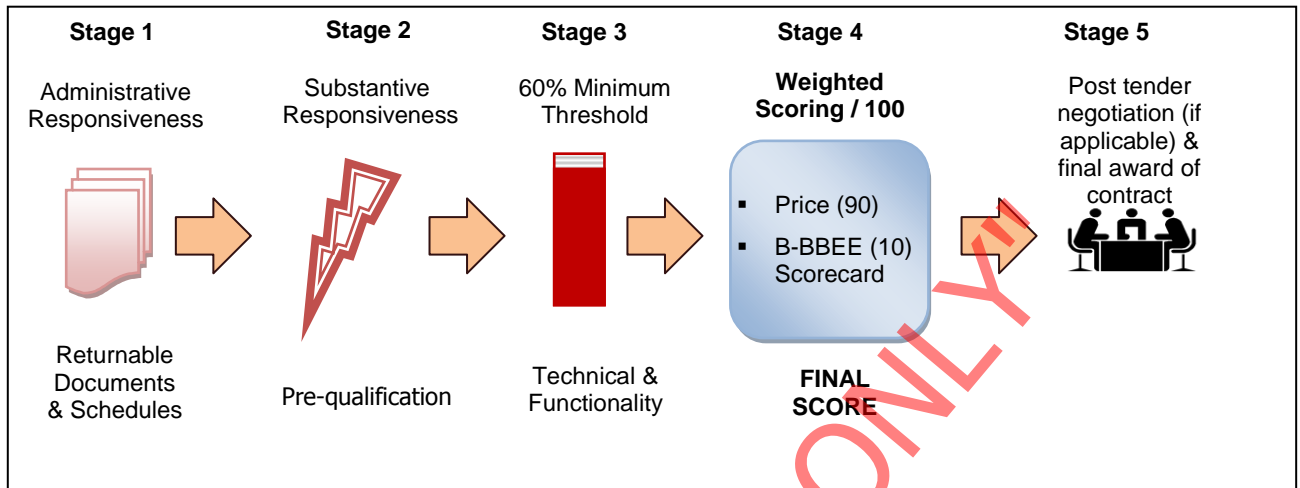 Stage 1
Administrative
Responsiveness
Returnable
Documents
& Schedules
Stage 2
Substantive
Responsiveness
Pre-qualification
Stage 3
60% Minimum
Threshold
Technical &
Functionality
Stage 4
Weighted
Scoring / 100
▪ Price (90)
▪ B-BBEE (10)
Scorecard
FINAL
SCORE
Stage 5
Post tender
negotiation (if
applicable) &
final award of
contract
ONLY"